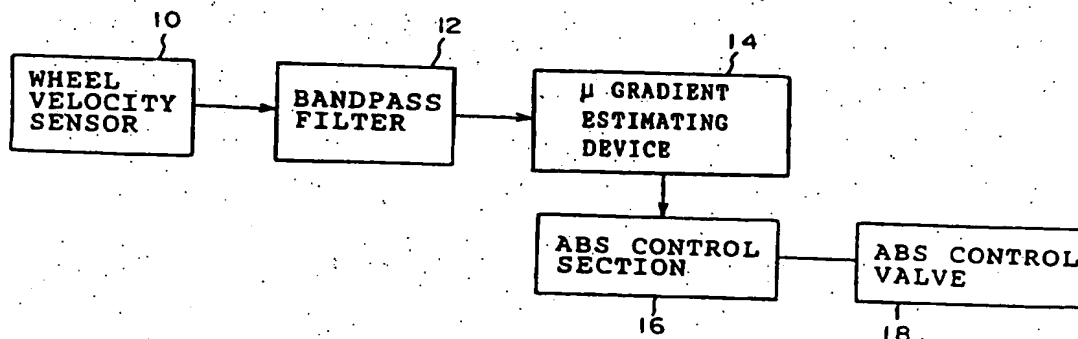 10
12
14
WHEEL
VELOCITY
SENSOR
BANDPASS
FILTER
μ GRADIENT
ESTIMATING
DEVICE
ABS CONTROL
SECTION
ABS CONTROL
VALVE
16
18